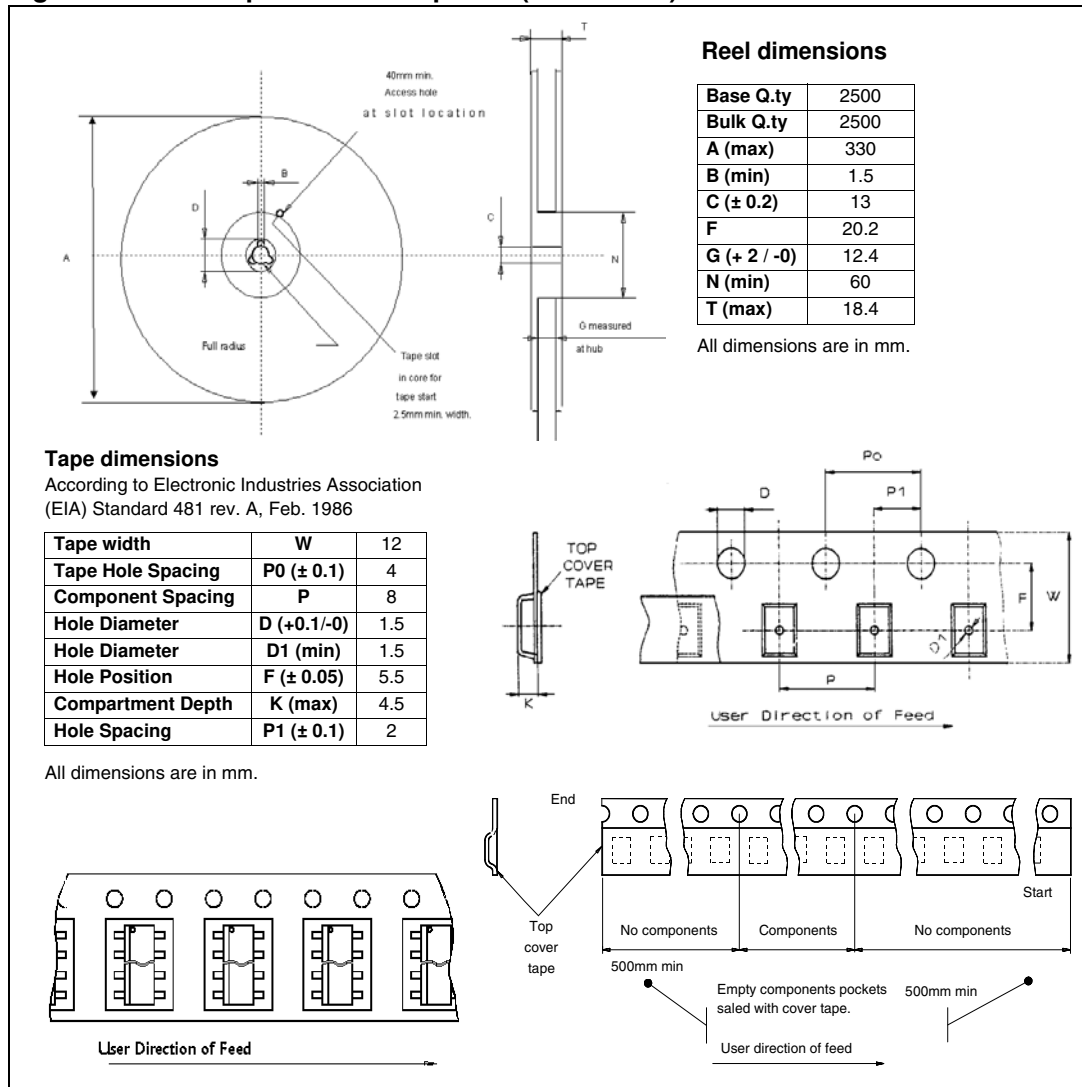 T
Reel dimensions
40mm min.
Access hole
at slot location
Base Q.ty 2500
Bulk Q.ty 2500
A (max) 330
B (min) 1.5
C (± 0.2) 13
F 20.2
G (+ 2 / -0) 12.4
N (min) 60
T (max) 18.4
All dimensions are in mm.
B
D
C
A
N
Full radius
G measured
at hub
Tape slot
in core for
tape start
2.5mm min. width.
Tape dimensions
According to Electronic Industries Association
(EIA) Standard 481 rev. A, Feb. 1986
Tape width W 12
Tape Hole Spacing P0 (± 0.1) 4
Component Spacing P 8
Hole Diameter D (+0.1/-0) 1.5
Hole Diameter D1 (min) 1.5
Hole Position F (± 0.05) 5.5
Compartment Depth K (max) 4.5
Hole Spacing P1 (± 0.1) 2
All dimensions are in mm.
Po
D
P1
TOP
COVER
TAPE
F
W
D1
P
K
User Direction of Feed
End
Start
Top
cover
tape
No components
Components
No components
500mm min
Empty components pockets
saled with cover tape.
500mm min
User direction of feed
User Direction of Feed